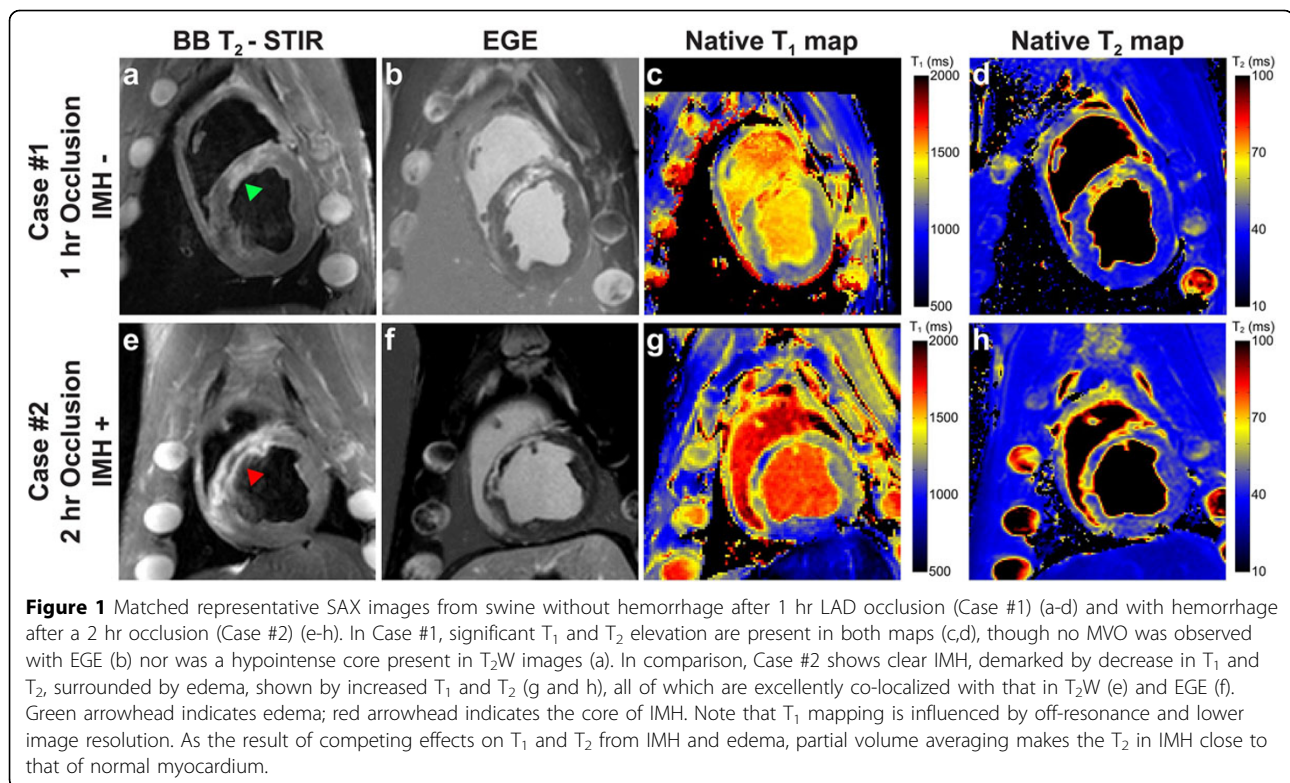 BB T₂ - STIR EGE Native T₁ map Native T₂ map
T₁ (ms) T₂ (ms)
Case #1
1 hr Occlusion
IMH -
a b c d
2000 100
1500 70
1000 40
500 10
Case #2
2 hr Occlusion
IMH +
e f g h
T₁ (ms) T₂ (ms)
2000 100
1500 70
1000 40
500 10
Figure 1 Matched representative SAX images from swine without hemorrhage after 1 hr LAD occlusion (Case #1) (a-d) and with hemorrhage
after a 2 hr occlusion (Case #2) (e-h). In Case #1, significant T₁ and T₂ elevation are present in both maps (c,d), though no MVO was observed
with EGE (b) nor was a hypointense core present in T₂W images (a). In comparison, Case #2 shows clear IMH, demarked by decrease in T₁ and
T₂, surrounded by edema, shown by increased T₁ and T₂ (g and h), all of which are excellently co-localized with that in T₂W (e) and EGE (f).
Green arrowhead indicates edema; red arrowhead indicates the core of IMH. Note that T₁ mapping is influenced by off-resonance and lower
image resolution. As the result of competing effects on T₁ and T₂ from IMH and edema, partial volume averaging makes the T₂ in IMH close to
that of normal myocardium.